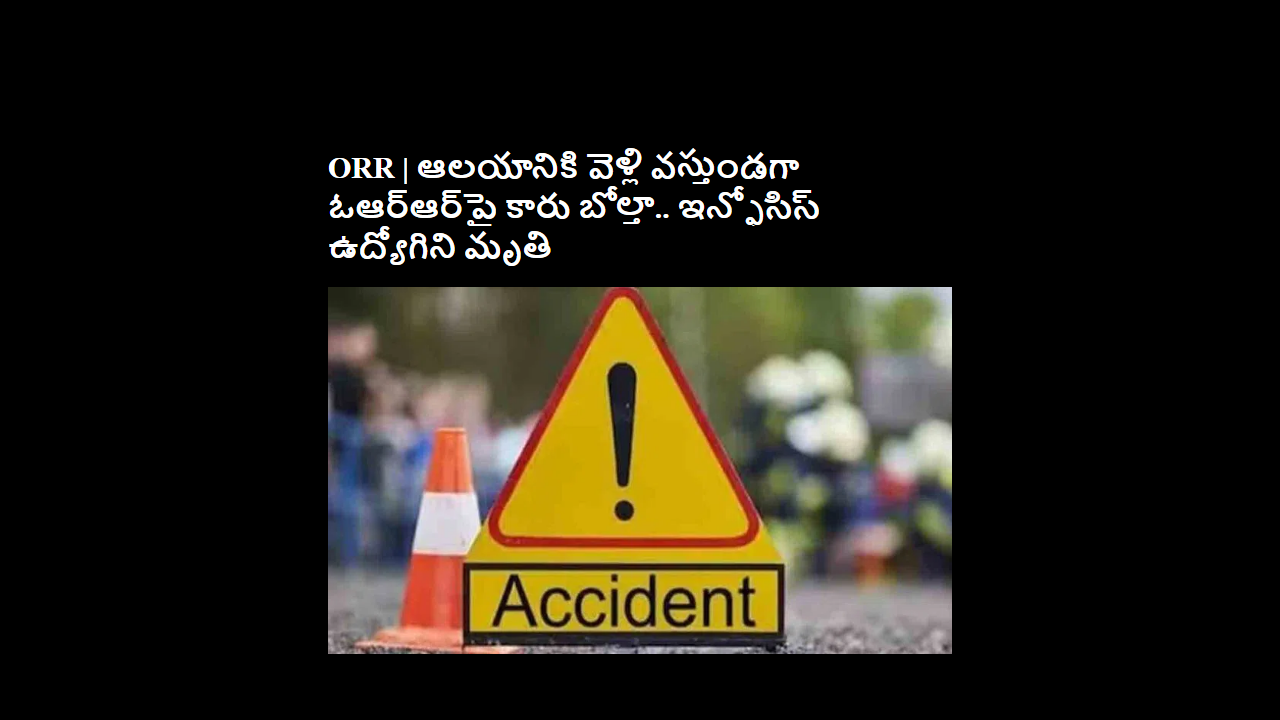 ORR | ఆలయానికి వెళ్లి వస్తుండగా
ఓఆర్ఆర్‌పై కారు బోల్తా.. ఇన్ఫోసిస్
ఉద్యోగిని మృతి
Accident